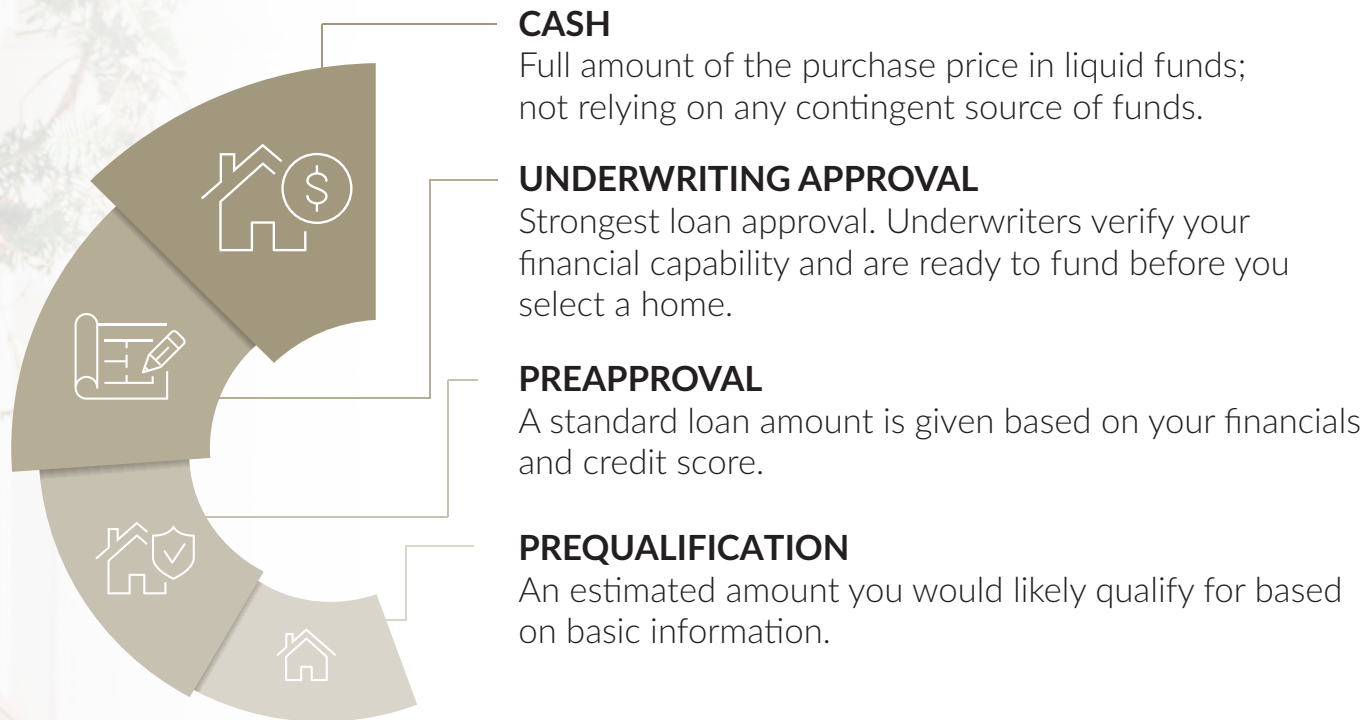 CASH
Full amount of the purchase price in liquid funds;
not relying on any contingent source of funds.
UNDERWRITING APPROVAL
Strongest loan approval. Underwriters verify your
financial capability and are ready to fund before you
select a home.
PREAPPROVAL
A standard loan amount is given based on your financials
and credit score.
PREQUALIFICATION
An estimated amount you would likely qualify for based
on basic information.
$